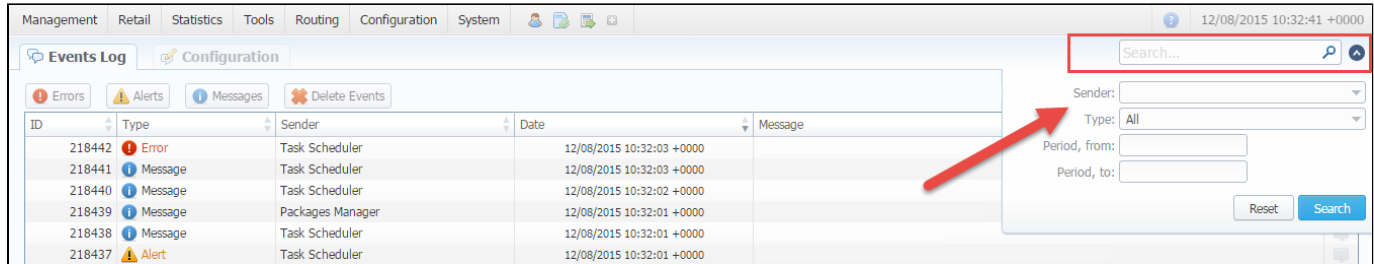 Management Retail Statistics Tools Routing Configuration System 12/08/2015 10:32:41 +0000
Events Log Configuration Search...
Errors Alerts Messages Delete Events
Sender:
Type: All
Period, from:
Period, to:
Reset Search
ID Type Sender Date Message
218442 Error Task Scheduler 12/08/2015 10:32:03 +0000
218441 Message Task Scheduler 12/08/2015 10:32:03 +0000
218440 Message Task Scheduler 12/08/2015 10:32:02 +0000
218439 Message Packages Manager 12/08/2015 10:32:01 +0000
218438 Message Task Scheduler 12/08/2015 10:32:01 +0000
218437 Alert Task Scheduler 12/08/2015 10:32:01 +0000